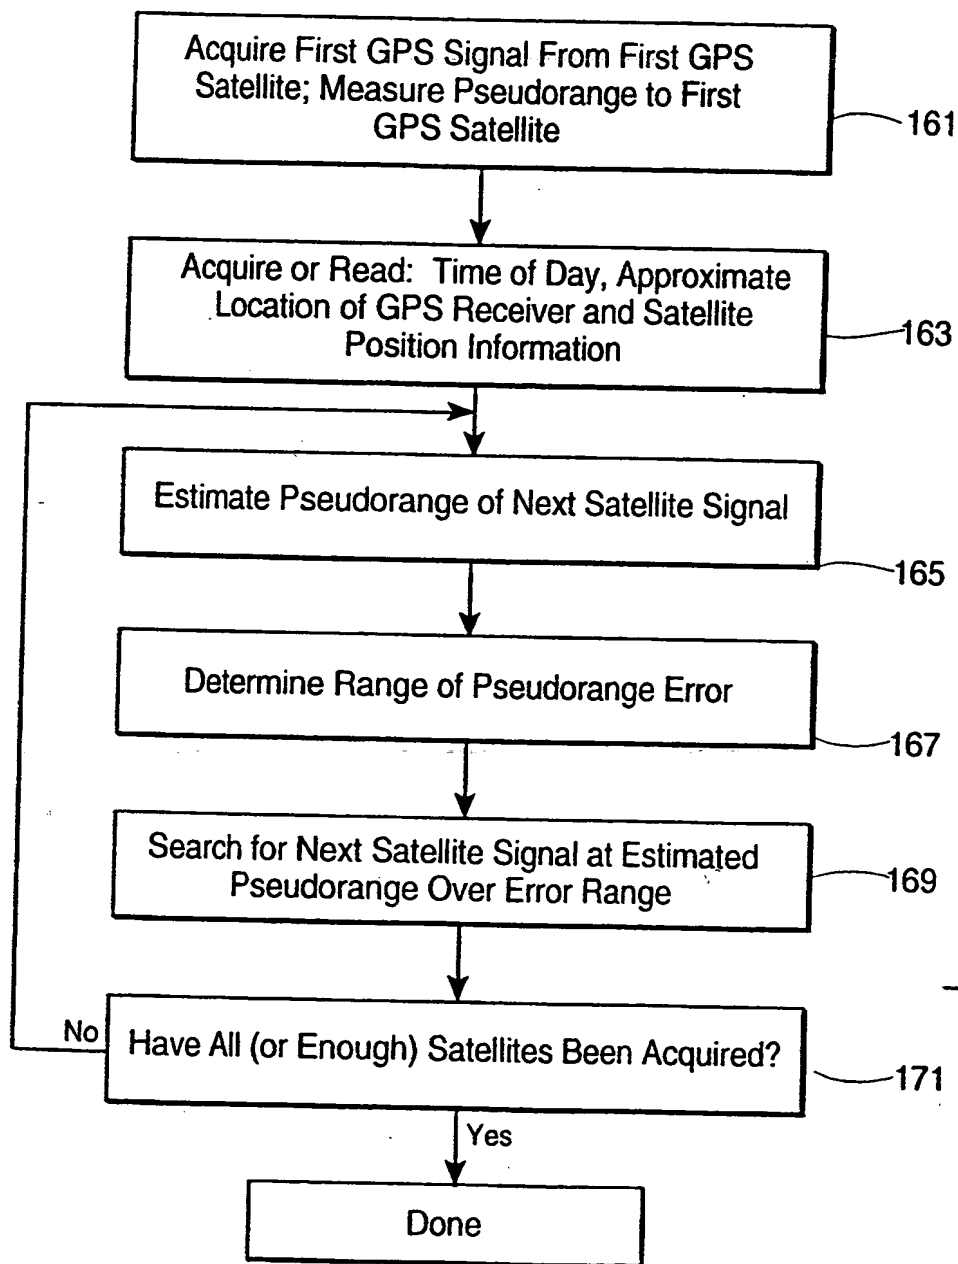 Acquire First GPS Signal From First GPS
Satellite; Measure Pseudorange to First
GPS Satellite
161
Acquire or Read: Time of Day, Approximate
Location of GPS Receiver and Satellite
Position Information
163
Estimate Pseudorange of Next Satellite Signal
165
Determine Range of Pseudorange Error
167
Search for Next Satellite Signal at Estimated
Pseudorange Over Error Range
169
No
Have All (or Enough) Satellites Been Acquired?
171
Yes
Done